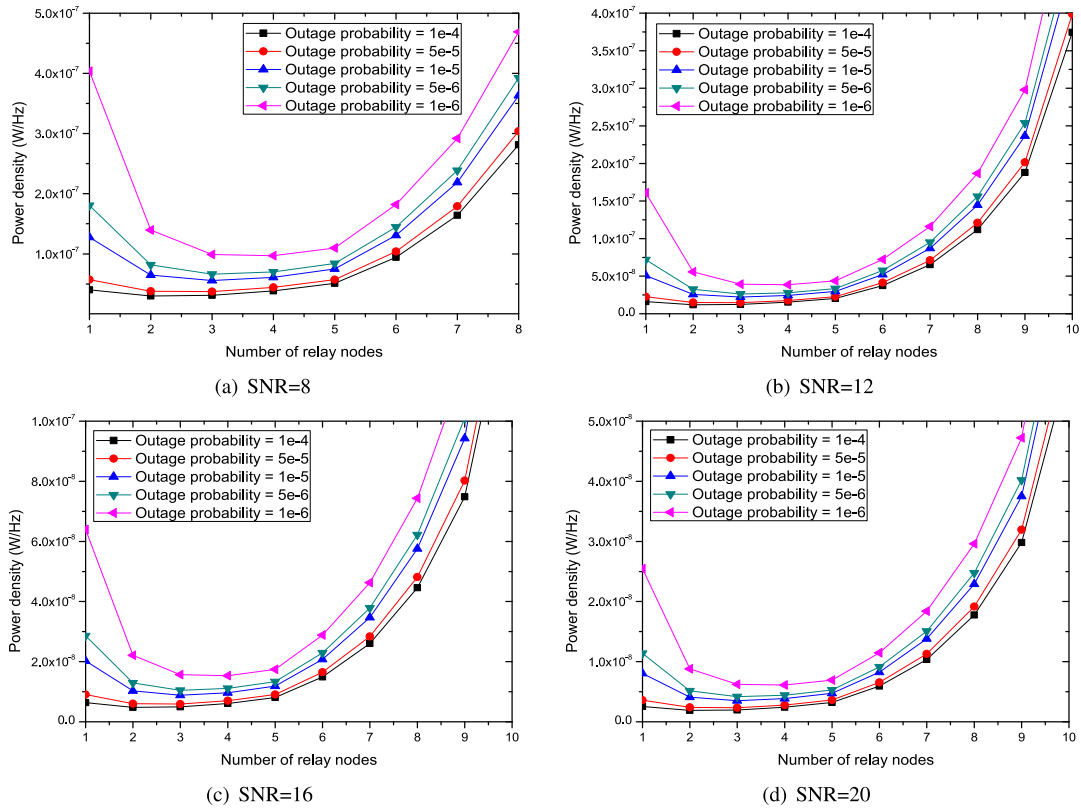 Outage probability = 1e-4
Outage probability = 5e-5
Outage probability = 1e-5
Outage probability = 5e-6
Outage probability = 1e-6
5.0x10⁻⁷
4.0x10⁻⁷
3.0x10⁻⁷
2.0x10⁻⁷
1.0x10⁻⁷
Power density (W/Hz)
1 2 3 4 5 6 7 8
Number of relay nodes
(a) SNR=8
Outage probability = 1e-4
Outage probability = 5e-5
Outage probability = 1e-5
Outage probability = 5e-6
Outage probability = 1e-6
4.0x10⁻⁷
3.5x10⁻⁷
3.0x10⁻⁷
2.5x10⁻⁷
2.0x10⁻⁷
1.5x10⁻⁷
1.0x10⁻⁷
5.0x10⁻⁸
0.0
Power density (W/Hz)
1 2 3 4 5 6 7 8 9 10
Number of relay nodes
(b) SNR=12
Outage probability = 1e-4
Outage probability = 5e-5
Outage probability = 1e-5
Outage probability = 5e-6
Outage probability = 1e-6
1.0x10⁻⁷
8.0x10⁻⁸
6.0x10⁻⁸
4.0x10⁻⁸
2.0x10⁻⁸
0.0
Power density (W/Hz)
1 2 3 4 5 6 7 8 9 10
Number of relay nodes
(c) SNR=16
Outage probability = 1e-4
Outage probability = 5e-5
Outage probability = 1e-5
Outage probability = 5e-6
Outage probability = 1e-6
5.0x10⁻⁸
4.0x10⁻⁸
3.0x10⁻⁸
2.0x10⁻⁸
1.0x10⁻⁸
0.0
Power density (W/Hz)
1 2 3 4 5 6 7 8 9 10
Number of relay nodes
(d) SNR=20